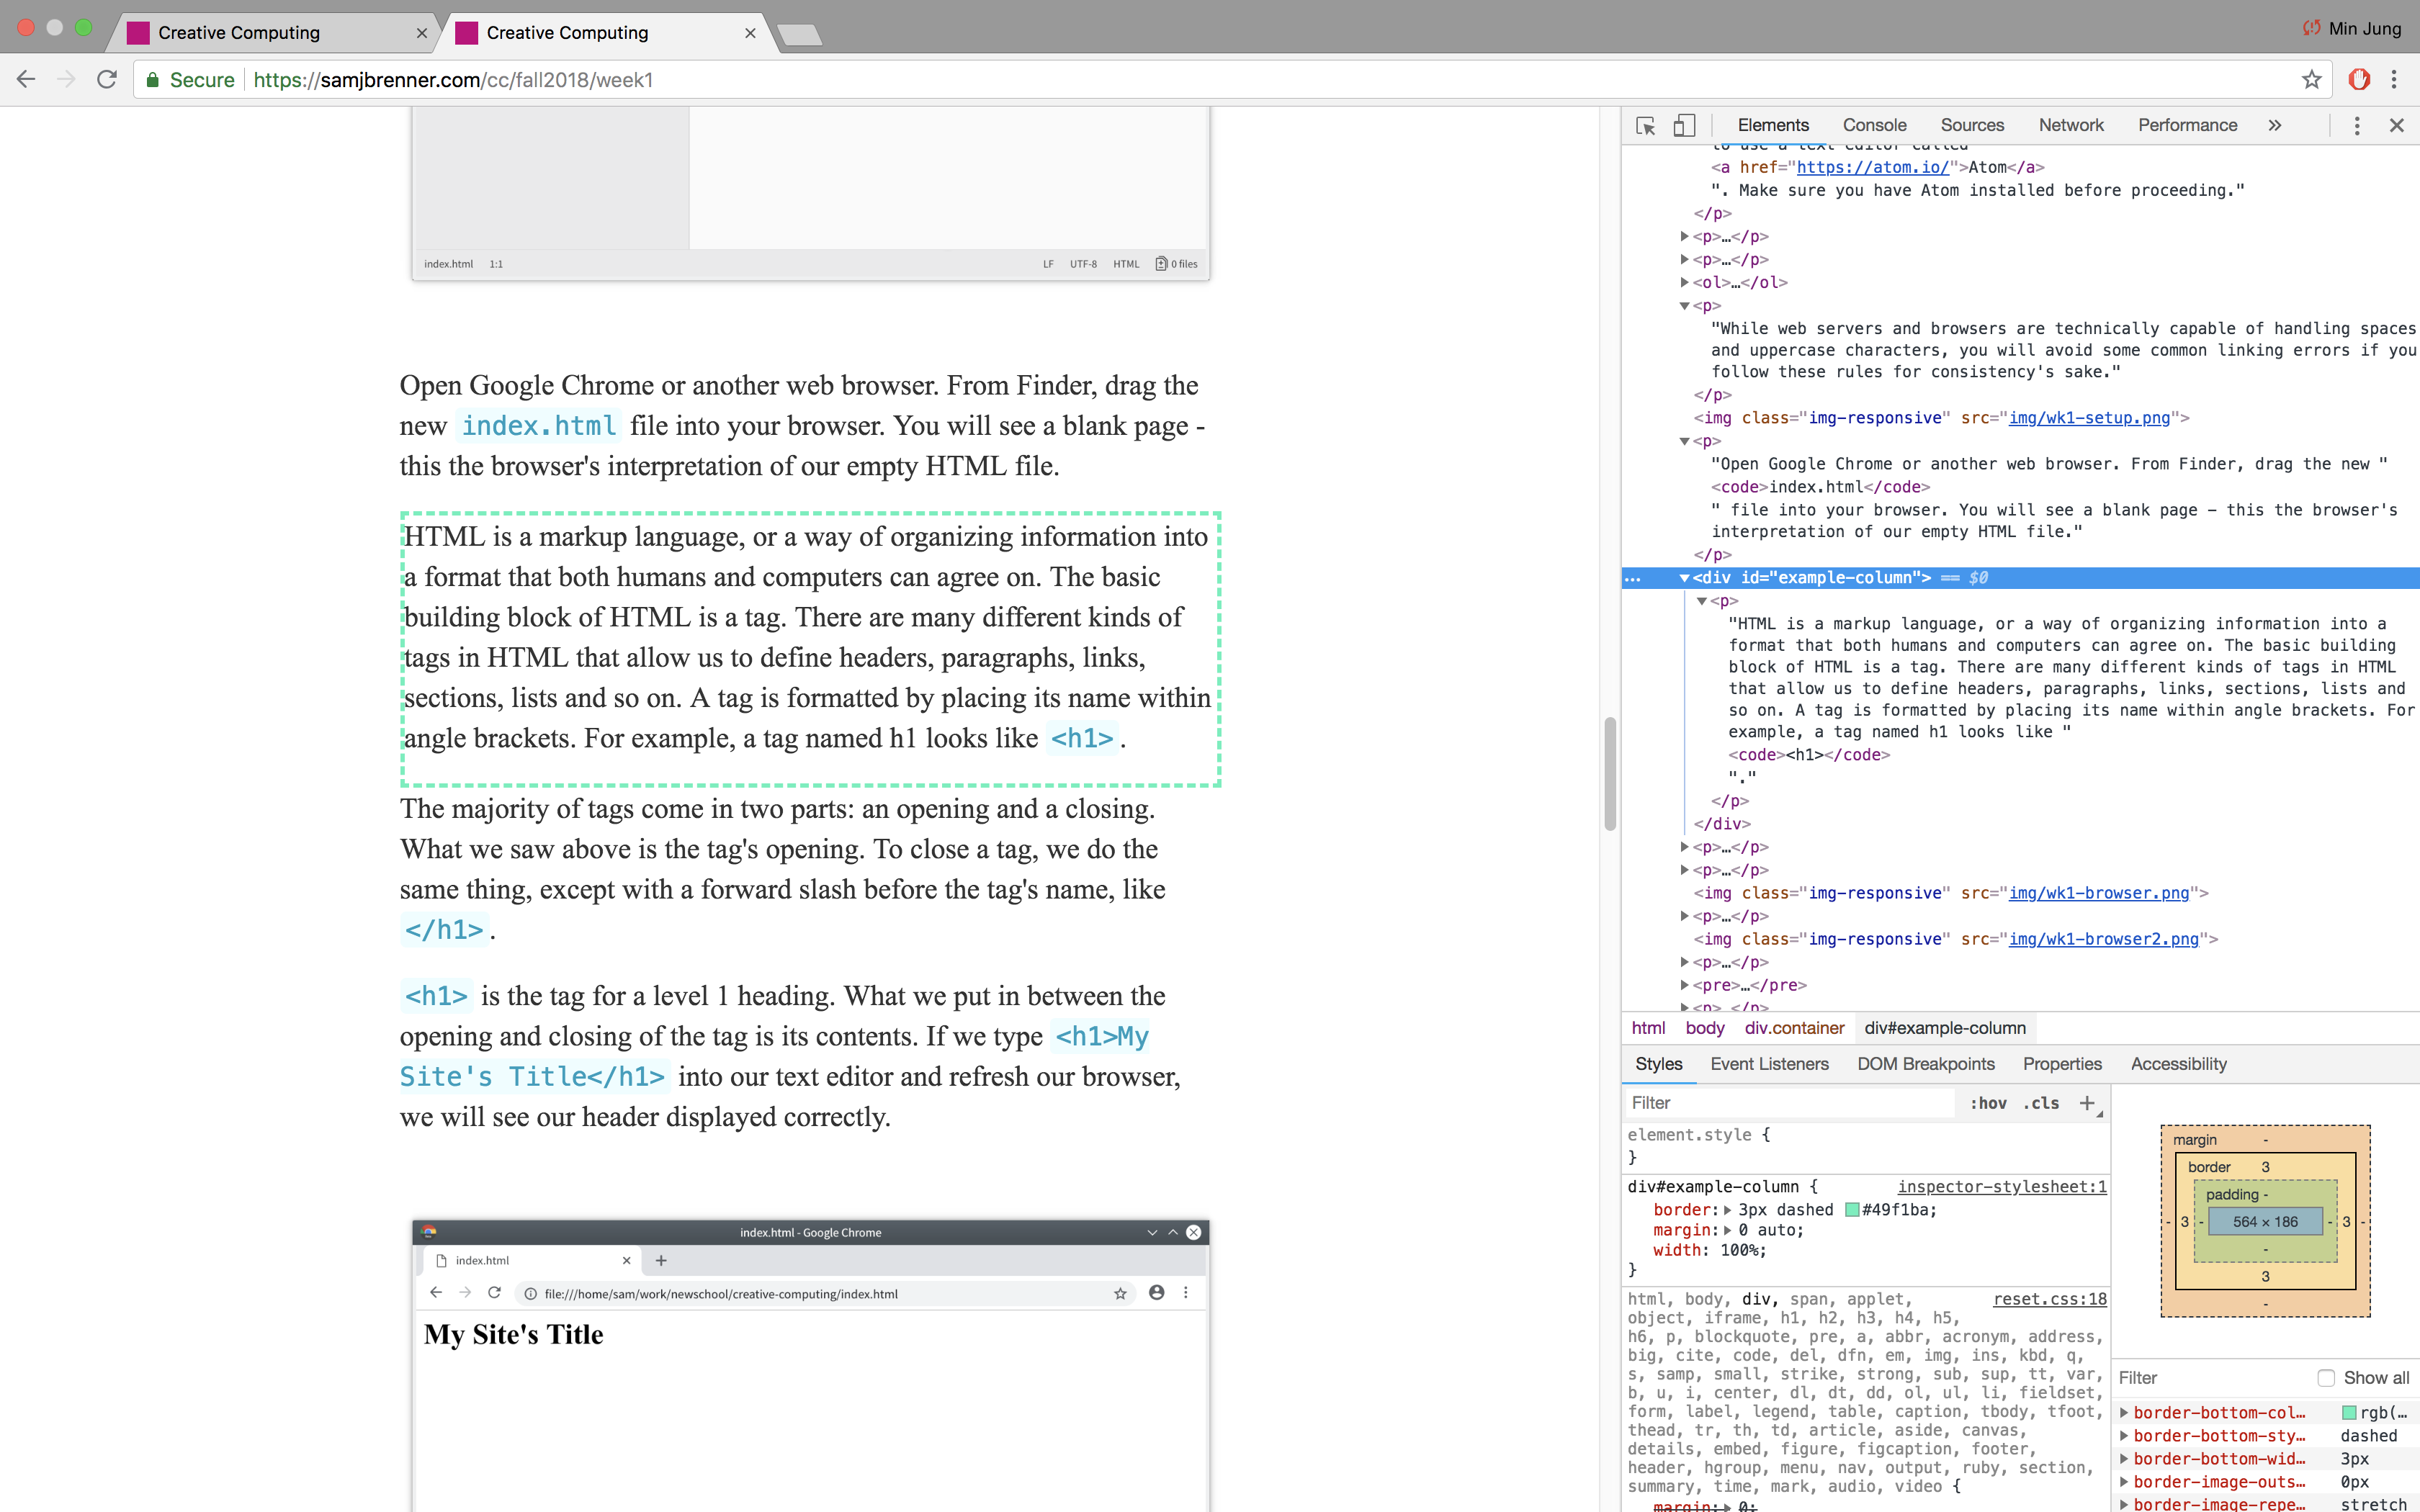 Creative Computing
Creative Computing
Min Jung
Secure https://samjbrenner.com/cc/fall2018/week1
index.html 1:1 LF UTF-8 HTML 0 files
Open Google Chrome or another web browser. From Finder, drag the
new index.html file into your browser. You will see a blank page -
this the browser's interpretation of our empty HTML file.
HTML is a markup language, or a way of organizing information into
a format that both humans and computers can agree on. The basic
building block of HTML is a tag. There are many different kinds of
tags in HTML that allow us to define headers, paragraphs, links,
sections, lists and so on. A tag is formatted by placing its name within
angle brackets. For example, a tag named h1 looks like <h1>.
The majority of tags come in two parts: an opening and a closing.
What we saw above is the tag's opening. To close a tag, we do the
same thing, except with a forward slash before the tag's name, like
</h1>.
<h1> is the tag for a level 1 heading. What we put in between the
opening and closing of the tag is its contents. If we type <h1>My
Site's Title</h1> into our text editor and refresh our browser,
we will see our header displayed correctly.
index.html - Google Chrome
index.html
file:///home/sam/work/newschool/creative-computing/index.html
My Site's Title
Elements Console Sources Network Performance »
to use a text editor called
<a href="https://atom.io/">Atom</a>
". Make sure you have Atom installed before proceeding."
</p>
<p>…</p>
<p>…</p>
<ol>…</ol>
<p>
"While web servers and browsers are technically capable of handling spaces
and uppercase characters, you will avoid some common linking errors if you
follow these rules for consistency's sake."
</p>
<img class="img-responsive" src="img/wk1-setup.png">
<p>
"Open Google Chrome or another web browser. From Finder, drag the new "
<code>index.html</code>
" file into your browser. You will see a blank page - this the browser's
interpretation of our empty HTML file."
</p>
… <div id="example-column"> == $0
<p>
"HTML is a markup language, or a way of organizing information into a
format that both humans and computers can agree on. The basic building
block of HTML is a tag. There are many different kinds of tags in HTML
that allow us to define headers, paragraphs, links, sections, lists and
so on. A tag is formatted by placing its name within angle brackets. For
example, a tag named h1 looks like "
<code><h1></code>
"."
</p>
</div>
<p>…</p>
<p>…</p>
<img class="img-responsive" src="img/wk1-browser.png">
<p>…</p>
<img class="img-responsive" src="img/wk1-browser2.png">
<p>…</p>
<pre>…</pre>
<p>…</p>
html body div.container div#example-column
Styles Event Listeners DOM Breakpoints Properties Accessibility
Filter :hov .cls +
element.style {
}
div#example-column { inspector-stylesheet:1
border: 3px dashed #49f1ba;
margin: 0 auto;
width: 100%;
}
html, body, div, span, applet, reset.css:18
object, iframe, h1, h2, h3, h4, h5,
h6, p, blockquote, pre, a, abbr, acronym, address,
big, cite, code, del, dfn, em, img, ins, kbd, q,
s, samp, small, strike, strong, sub, sup, tt, var,
b, u, i, center, dl, dt, dd, ol, ul, li, fieldset,
form, label, legend, table, caption, tbody, tfoot,
thead, tr, th, td, article, aside, canvas,
details, embed, figure, figcaption, footer,
header, hgroup, menu, nav, output, ruby, section,
summary, time, mark, audio, video {
margin: 0;
margin -
border 3
padding -
- 3 - 564 × 186 - 3 -
-
3
-
Filter Show all
border-bottom-col… rgb(…
border-bottom-sty… dashed
border-bottom-wid… 3px
border-image-outs… 0px
border-image-repe… stretch